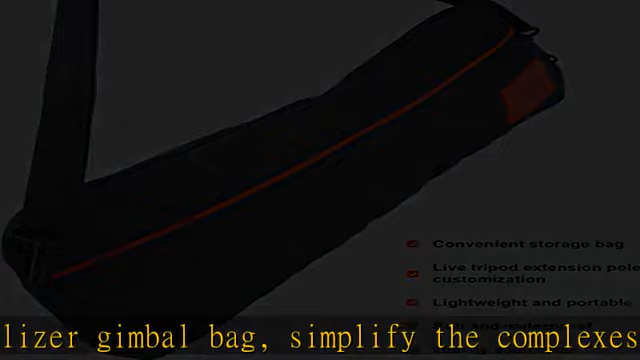 Convenient storage bag
Live tripod extension pole
customization
Lightweight and portable
lizer gimbal bag, simplify the complexes